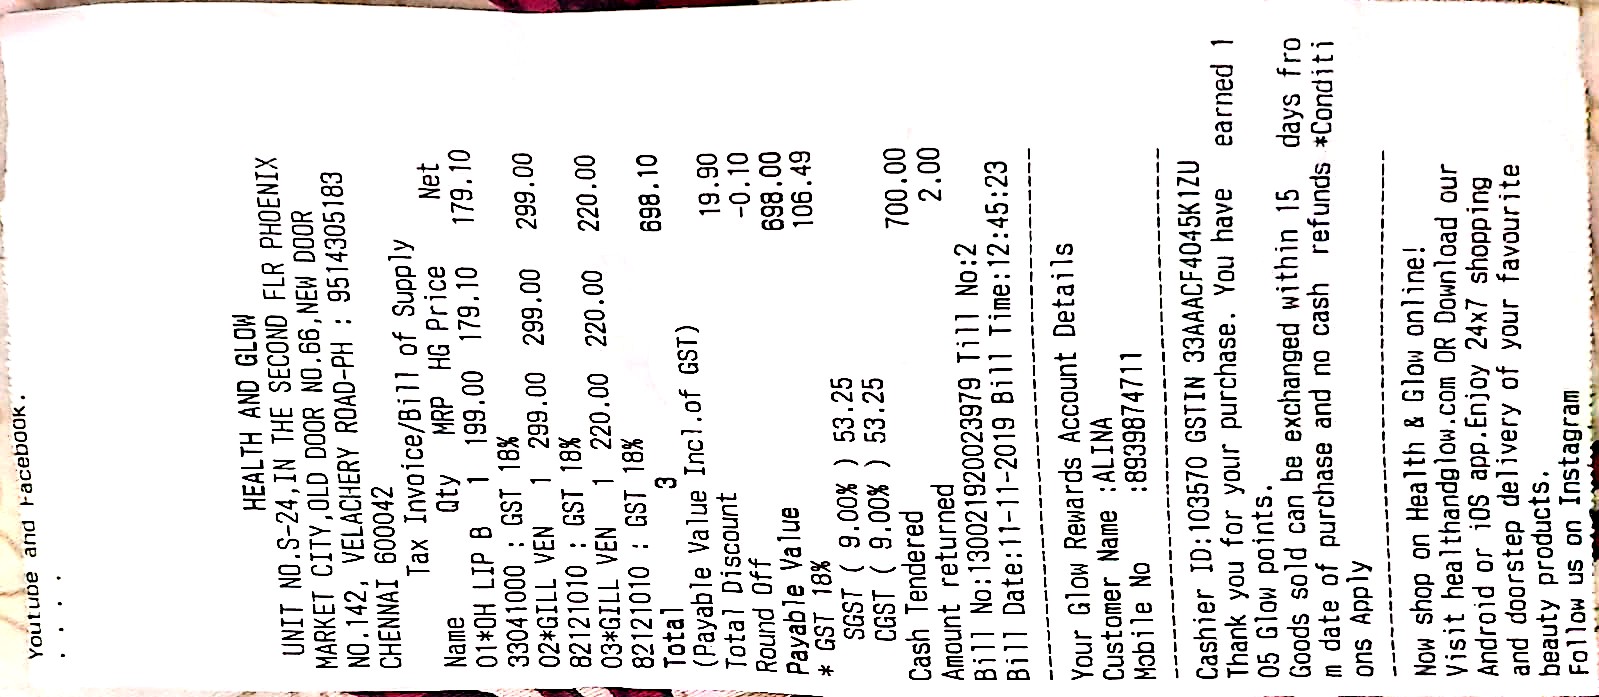 Youtube and Facebook.
. . . .
HEALTH AND GLOW
UNIT NO.S-24,IN THE SECOND FLR PHOENIX
MARKET CITY,OLD DOOR NO.66,NEW DOOR
NO.142, VELACHERY ROAD-PH : 9514305183
CHENNAI 600042
Tax Invoice/Bill of Supply
Name Qty MRP HG Price Net
01*OH LIP B 1 199.00 179.10 179.10
33041000 : GST 18%
02*GILL VEN 1 299.00 299.00 299.00
82121010 : GST 18%
03*GILL VEN 1 220.00 220.00 220.00
82121010 : GST 18%
Total 3 698.10
(Payable Value Incl.of GST)
Total Discount 19.90
Round Off -0.10
Payable Value 698.00
* GST 18% 106.49
SGST ( 9.00% ) 53.25
CGST ( 9.00% ) 53.25
Cash Tendered 700.00
Amount returned 2.00
Bill No:1300219200023979 Till No:2
Bill Date:11-11-2019 Bill Time:12:45:23
Your Glow Rewards Account Details
Customer Name :ALINA
Mobile No :8939874711
Cashier ID:103570 GSTIN 33AAACF4045K1ZU
Thank you for your purchase. You have earned 1
05 Glow points.
Goods sold can be exchanged within 15 days fro
m date of purchase and no cash refunds *Conditi
ons Apply
Now shop on Health & Glow online!
Visit healthandglow.com OR Download our
Android or iOS app.Enjoy 24x7 shopping
and doorstep delivery of your favourite
beauty products.
Follow us on Instagram